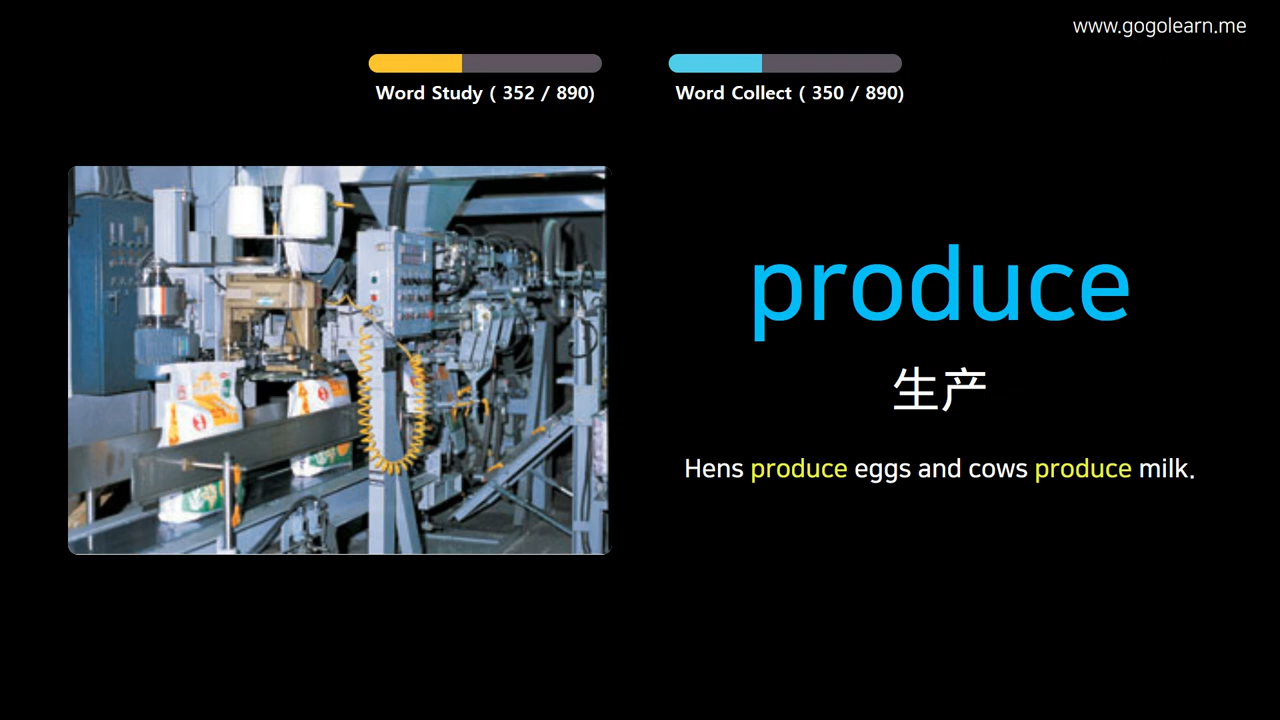 www.gogolearn.me
Word Study ( 352 / 890)
Word Collect ( 350 / 890)
produce
生产
Hens produce eggs and cows produce milk.